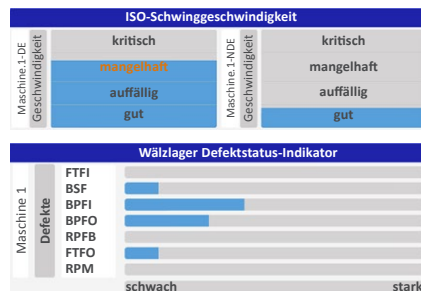 ISO-Schwinggeschwindigkeit
Maschine.1-DE
Geschwindigkeit
kritisch
mangelhaft
auffällig
gut
Maschine.1-NDE
Geschwindigkeit
kritisch
mangelhaft
auffällig
gut
Wälzlager Defektstatus-Indikator
Maschine 1
Defekte
FTFI
BSF
BPFI
BPFO
RPFB
FTFO
RPM
schwach stark